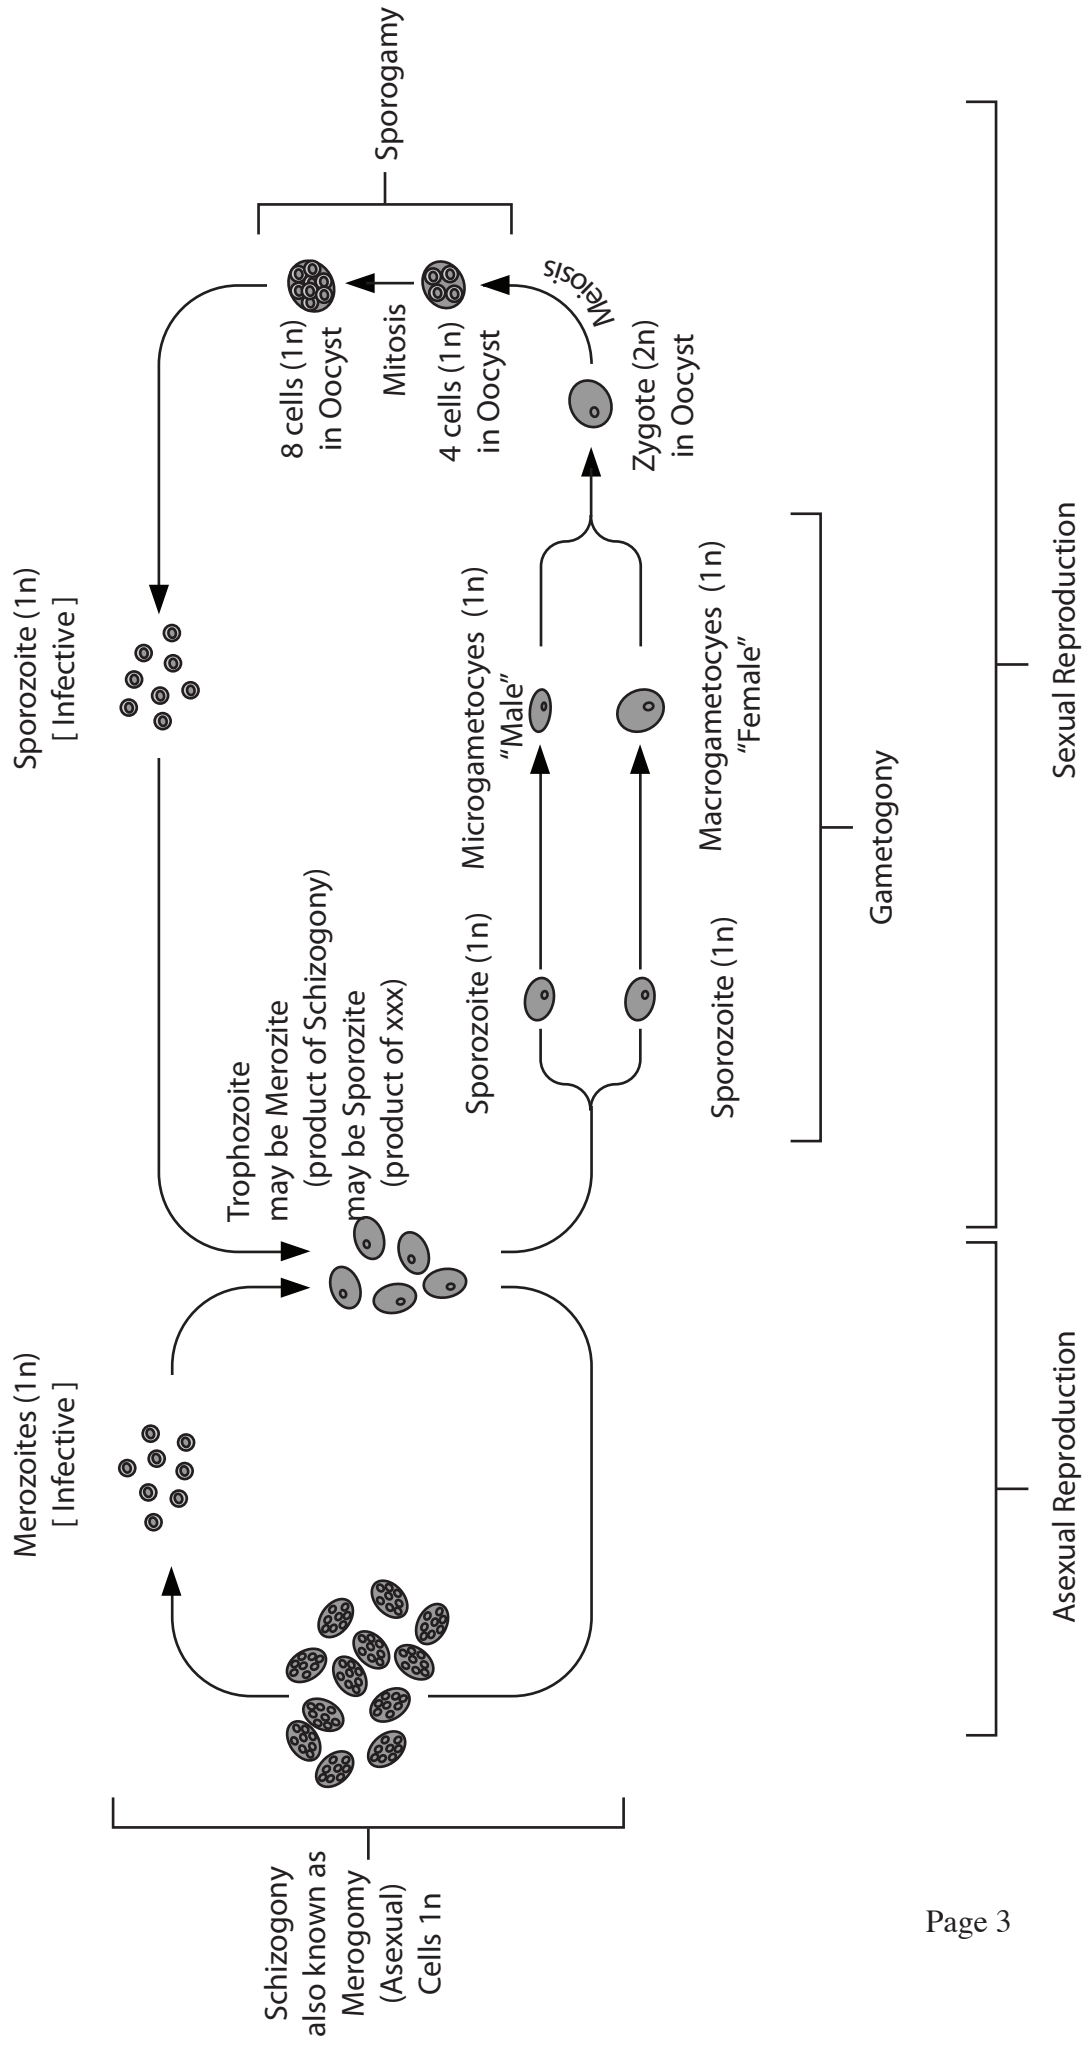 Schizogony
also known as
Merogomy
(Asexual)
Cells 1n
Merozoites (1n)
[ Infective ]
Sporozoite (1n)
[ Infective ]
Trophozoite
may be Merozite
(product of Schizogony)
may be Sporozite
(product of xxx)
Sporozoite (1n)
Sporozoite (1n)
Microgametocyes (1n)
“Male”
Macrogametocyes (1n)
“Female”
Zygote (2n)
in Oocyst
Meiosis
4 cells (1n)
in Oocyst
Mitosis
8 cells (1n)
in Oocyst
Sporogamy
Gametogony
Asexual Reproduction
Sexual Reproduction
Page 3